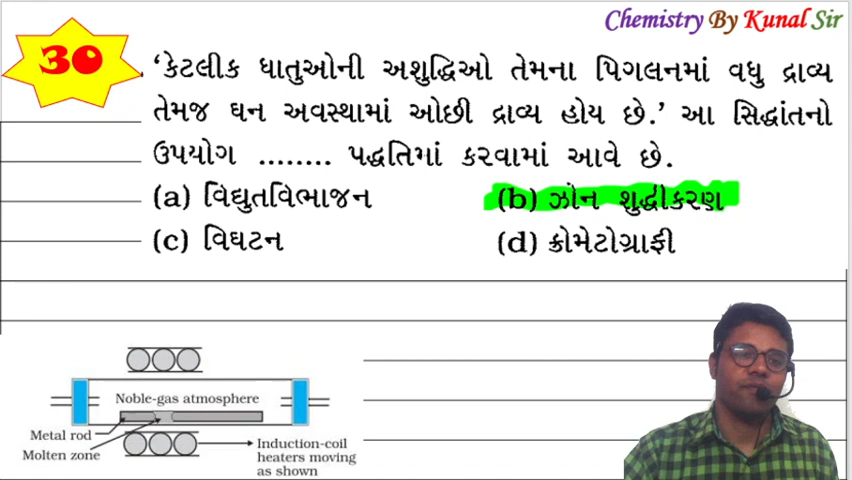 Chemistry By Kunal Sir
30
‘કેટલીક ધાતુઓની અશુદ્ધિઓ તેમના પિગલનમાં વધુ દ્રાવ્ય
તેમજ ઘન અવસ્થામાં ઓછી દ્રાવ્ય હોય છે.’ આ સિદ્ધાંતનો
ઉપયોગ ........ પદ્ધતિમાં કરવામાં આવે છે.
(a) વિદ્યુતવિભાજન (b) ઝોન શુદ્ધીકરણ
(c) વિઘટન (d) ક્રોમેટોગ્રાફી
Noble-gas atmosphere
Metal rod
Molten zone
Induction-coil
heaters moving
as shown